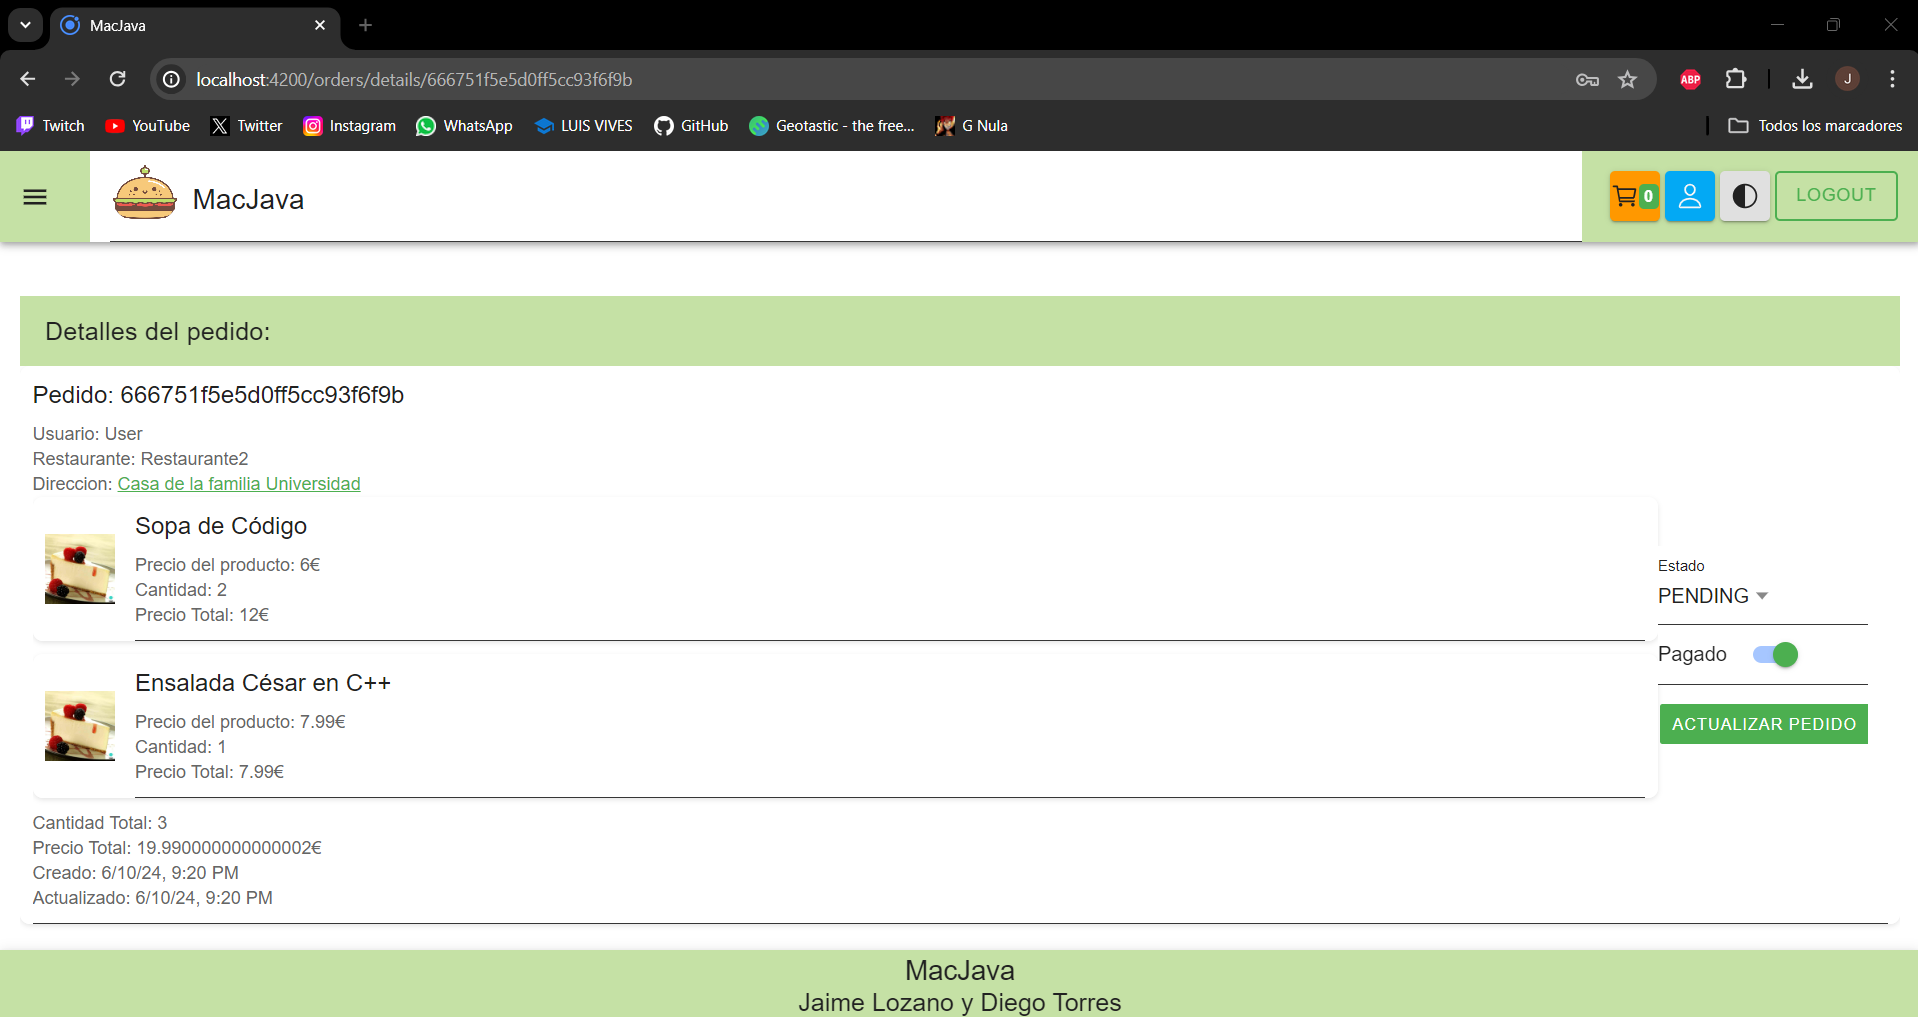 MacJava
localhost:4200/orders/details/666751f5e5d0ff5cc93f6f9b
ABP
J
Twitch
YouTube
Twitter
Instagram
WhatsApp
LUIS VIVES
GitHub
Geotastic - the free...
G Nula
Todos los marcadores
MacJava
0
LOGOUT
Detalles del pedido:
Pedido: 666751f5e5d0ff5cc93f6f9b
Usuario: User
Restaurante: Restaurante2
Direccion: Casa de la familia Universidad
Sopa de Código
Precio del producto: 6€
Cantidad: 2
Precio Total: 12€
Ensalada César en C++
Precio del producto: 7.99€
Cantidad: 1
Precio Total: 7.99€
Estado
PENDING
Pagado
ACTUALIZAR PEDIDO
Cantidad Total: 3
Precio Total: 19.990000000000002€
Creado: 6/10/24, 9:20 PM
Actualizado: 6/10/24, 9:20 PM
MacJava
Jaime Lozano y Diego Torres